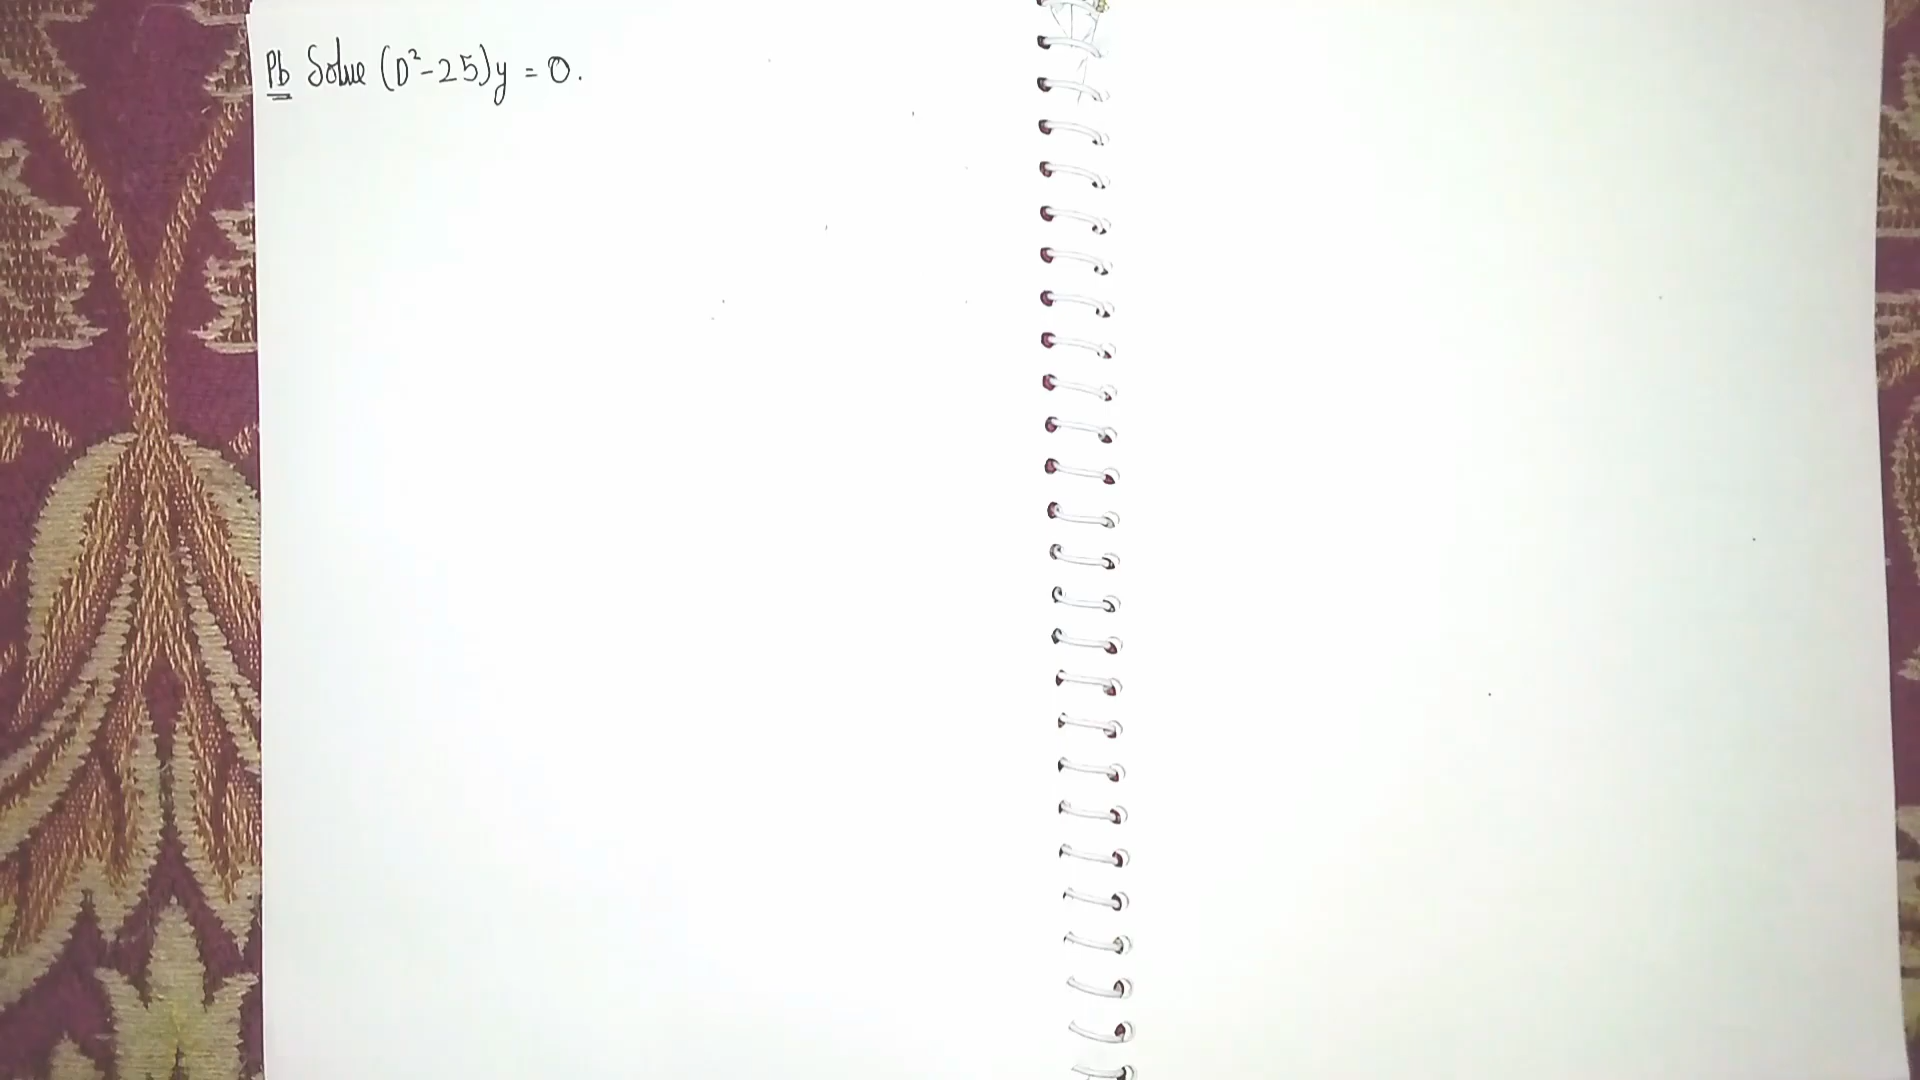 Pb Solve (D²-25)y = 0.